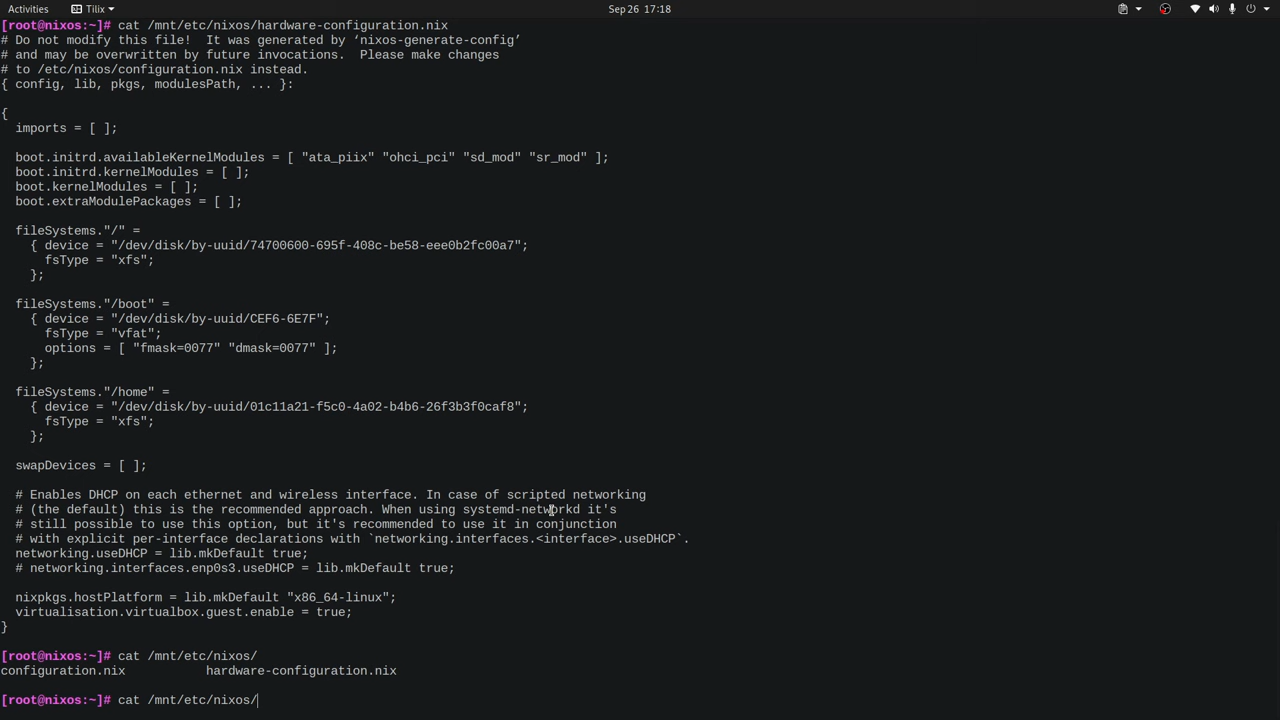 Activities Tilix Sep 26 17:18
[root@nixos:~]# cat /mnt/etc/nixos/hardware-configuration.nix
# Do not modify this file!  It was generated by ‘nixos-generate-config’
# and may be overwritten by future invocations.  Please make changes
# to /etc/nixos/configuration.nix instead.
{ config, lib, pkgs, modulesPath, ... }:

{
  imports = [ ];

  boot.initrd.availableKernelModules = [ "ata_piix" "ohci_pci" "sd_mod" "sr_mod" ];
  boot.initrd.kernelModules = [ ];
  boot.kernelModules = [ ];
  boot.extraModulePackages = [ ];

  fileSystems."/" =
    { device = "/dev/disk/by-uuid/74700600-695f-408c-be58-eee0b2fc00a7";
      fsType = "xfs";
    };

  fileSystems."/boot" =
    { device = "/dev/disk/by-uuid/CEF6-6E7F";
      fsType = "vfat";
      options = [ "fmask=0077" "dmask=0077" ];
    };

  fileSystems."/home" =
    { device = "/dev/disk/by-uuid/01c11a21-f5c0-4a02-b4b6-26f3b3f0caf8";
      fsType = "xfs";
    };

  swapDevices = [ ];

  # Enables DHCP on each ethernet and wireless interface. In case of scripted networking
  # (the default) this is the recommended approach. When using systemd-networkd it's
  # still possible to use this option, but it's recommended to use it in conjunction
  # with explicit per-interface declarations with `networking.interfaces.<interface>.useDHCP`.
  networking.useDHCP = lib.mkDefault true;
  # networking.interfaces.enp0s3.useDHCP = lib.mkDefault true;

  nixpkgs.hostPlatform = lib.mkDefault "x86_64-linux";
  virtualisation.virtualbox.guest.enable = true;
}

[root@nixos:~]# cat /mnt/etc/nixos/
configuration.nix           hardware-configuration.nix

[root@nixos:~]# cat /mnt/etc/nixos/